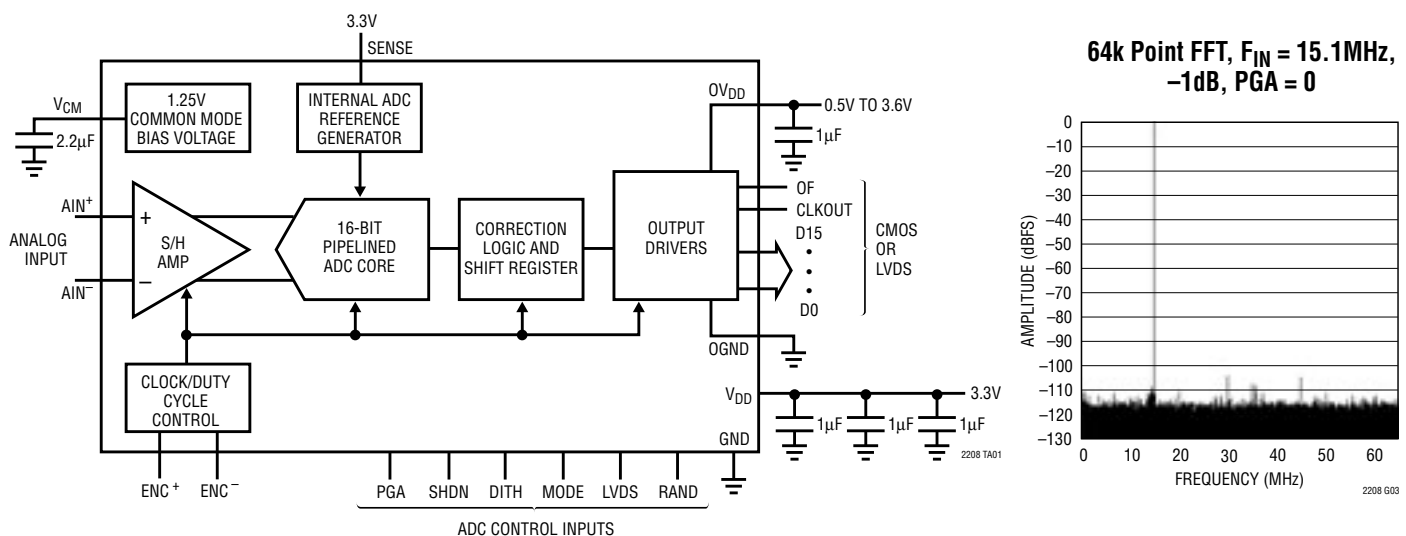 3.3V
SENSE
VCM
2.2µF
1.25V
COMMON MODE
BIAS VOLTAGE
INTERNAL ADC
REFERENCE
GENERATOR
OVDD
0.5V TO 3.6V
1µF
AIN+
ANALOG
INPUT
AIN–
+
–
S/H
AMP
16-BIT
PIPELINED
ADC CORE
CORRECTION
LOGIC AND
SHIFT REGISTER
OUTPUT
DRIVERS
OF
CLKOUT
D15
•
•
•
D0
CMOS
OR
LVDS
OGND
CLOCK/DUTY
CYCLE
CONTROL
VDD
3.3V
1µF
1µF
1µF
GND
2208 TA01
ENC +
ENC –
PGA
SHDN
DITH
MODE
LVDS
RAND
ADC CONTROL INPUTS
64k Point FFT, FIN = 15.1MHz,
–1dB, PGA = 0
AMPLITUDE (dBFS)
0
–10
–20
–30
–40
–50
–60
–70
–80
–90
–100
–110
–120
–130
0 10 20 30 40 50 60
FREQUENCY (MHz)
2208 G03